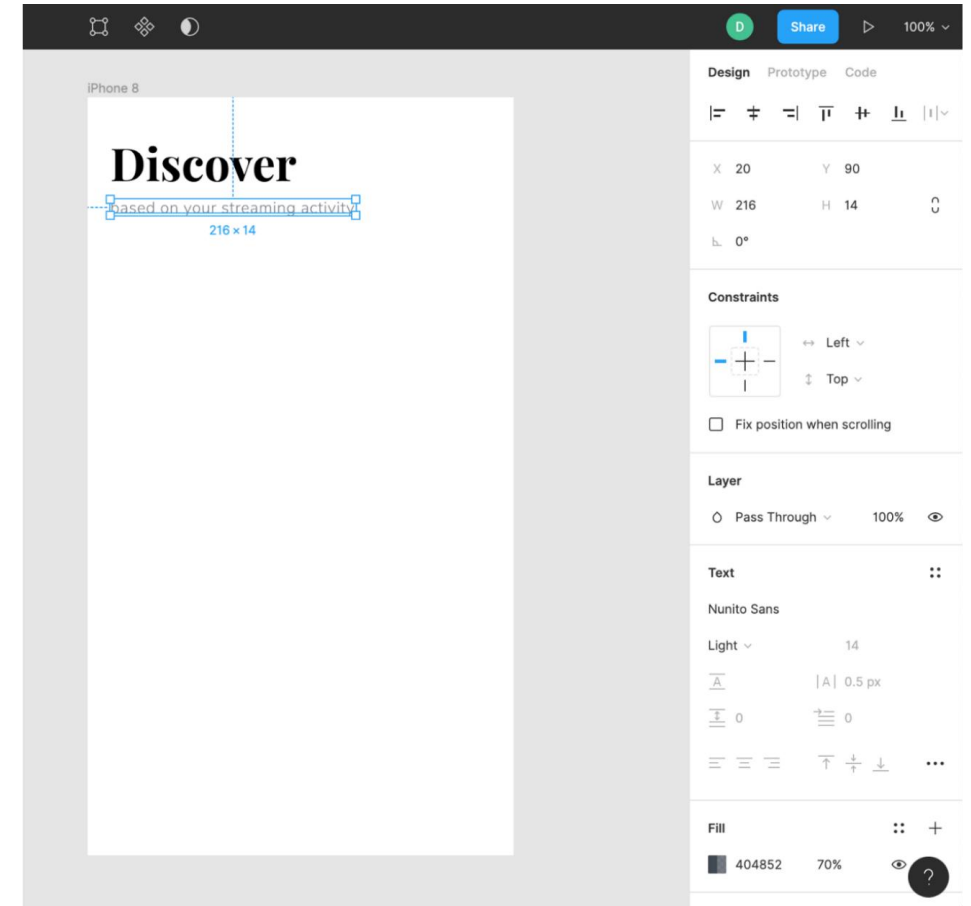 D Share 100%
Design Prototype Code
iPhone 8
Discover
based on your streaming activity
216 × 14
X 20 Y 90
W 216 H 14
0°
Constraints
Left
Top
Fix position when scrolling
Layer
Pass Through 100%
Text
Nunito Sans
Light 14
A |A| 0.5 px
0 0
Fill
404852 70%
?